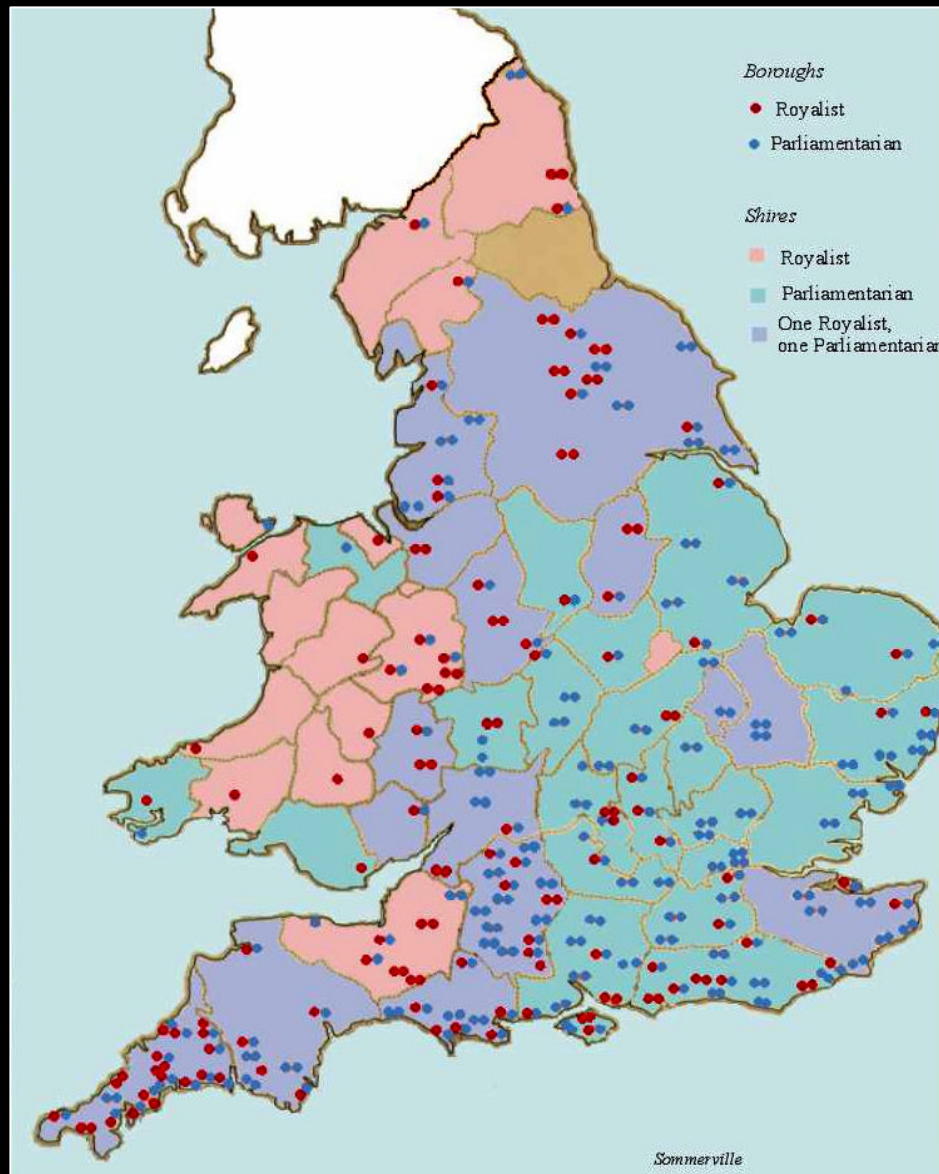 Boroughs
Royalist
Parliamentarian
Shires
Royalist
Parliamentarian
One Royalist,
one Parliamentarian
Sommerville